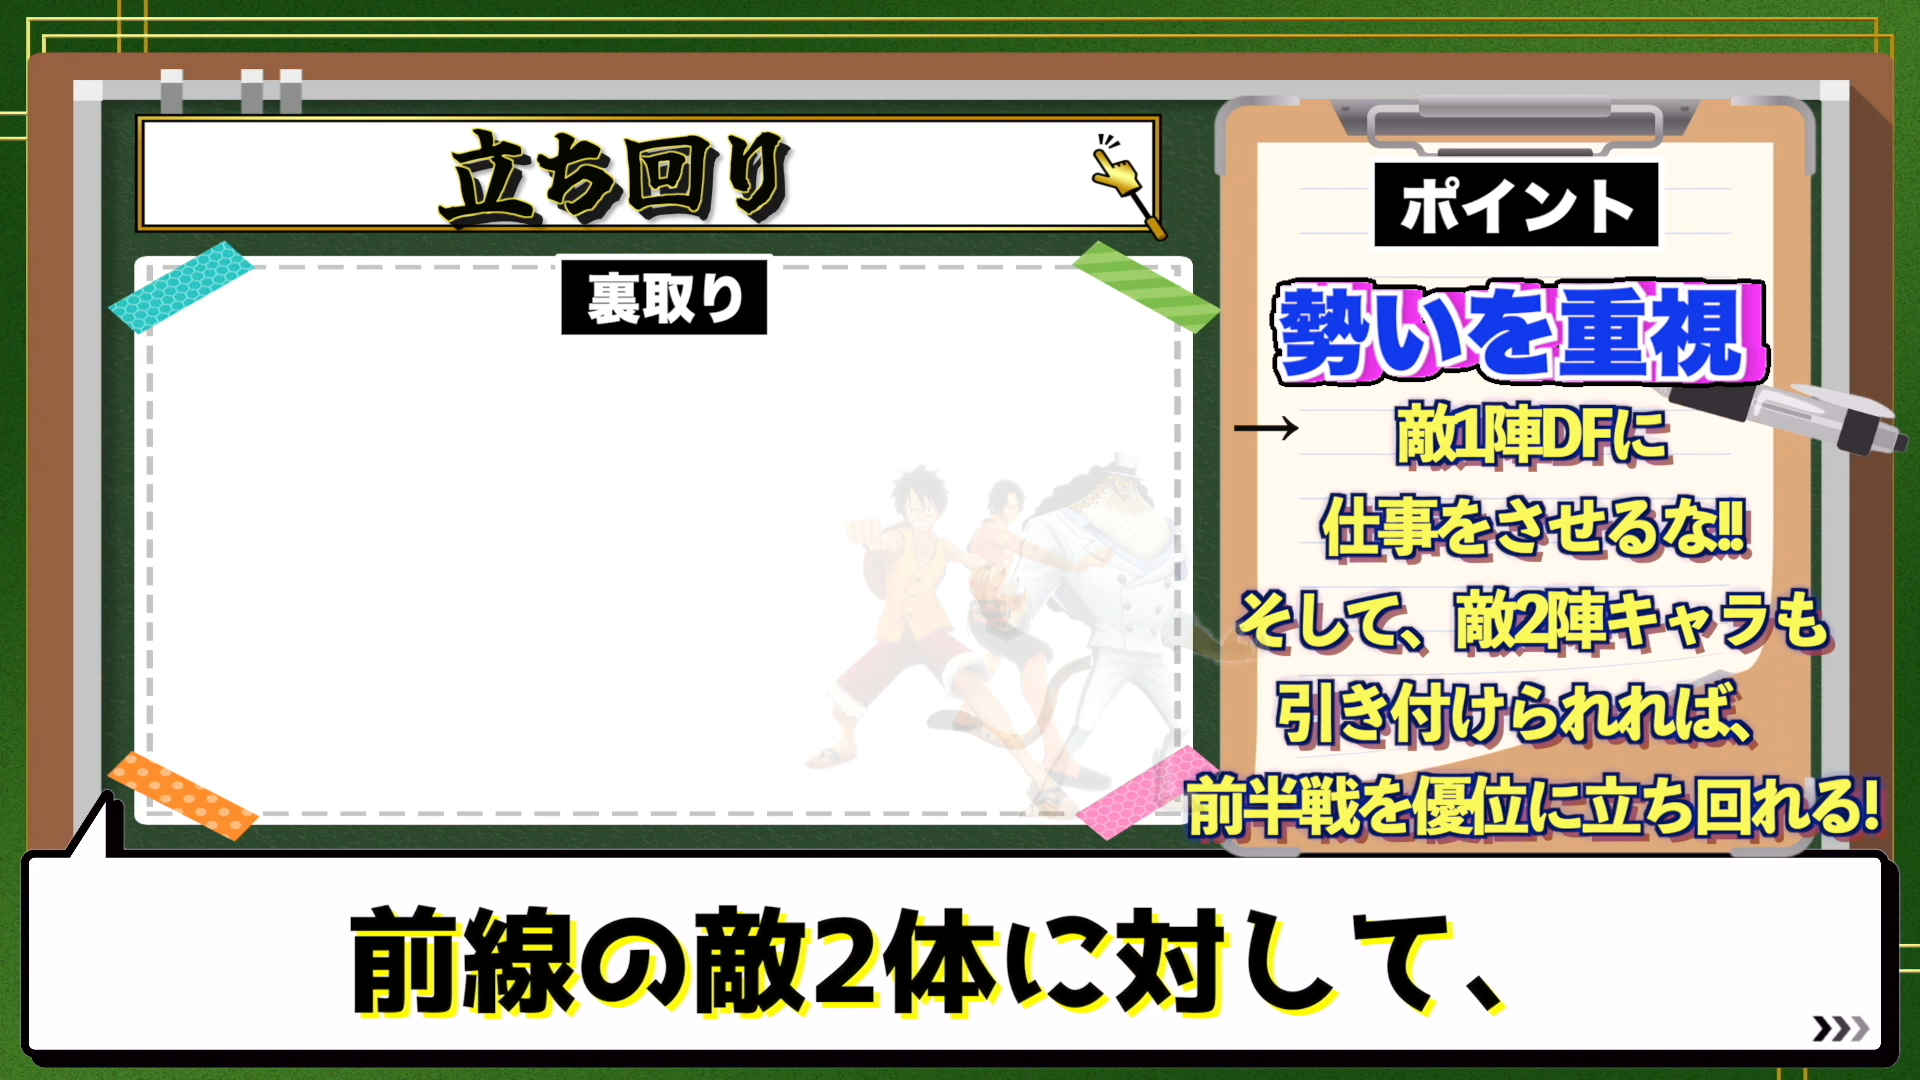 立ち回り
裏取り
ポイント
勢いを重視
→ 敵1陣DFに
仕事をさせるな!!
そして、敵2陣キャラも
引き付けられれば、
前半戦を優位に立ち回れる!
前線の敵2体に対して、